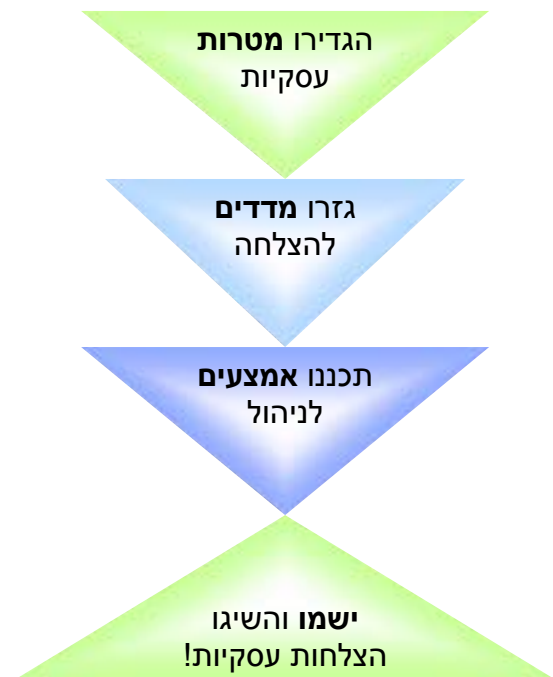 הגדירו מטרות
עסקיות
גזרו מדדים
להצלחה
תכננו אמצעים
לניהול
ישמו והשיגו
הצלחות עסקיות!